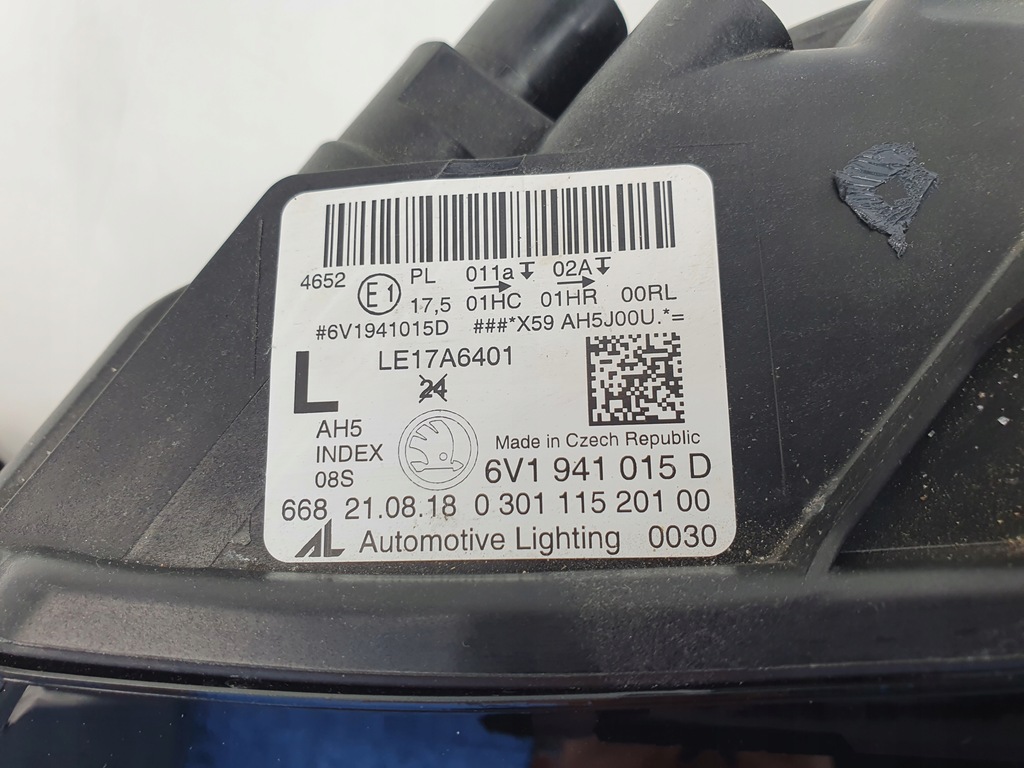 4652 E1 PL 011a 02A
17,5 01HC 01HR 00RL
#6V1941015D ###*X59 AH5J00U.*=
L LE17A6401
24
AH5
INDEX
08S
Made in Czech Republic
6V1 941 015 D
668 21.08.18 0 301 115 201 00
AL Automotive Lighting 0030